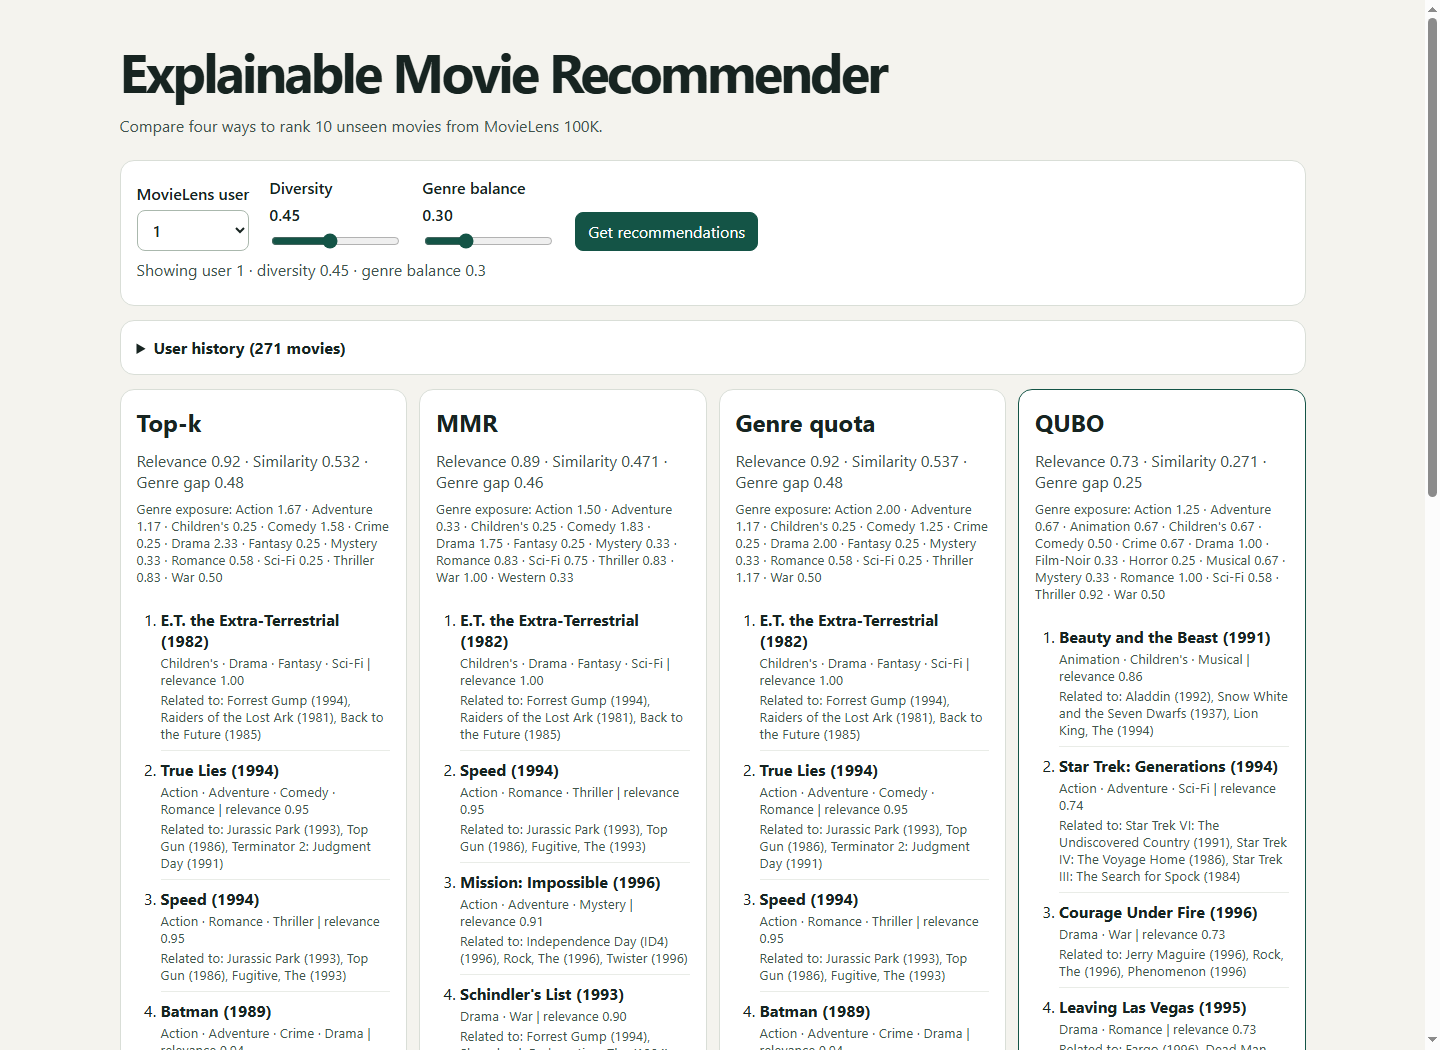 Explainable Movie Recommender
Compare four ways to rank 10 unseen movies from MovieLens 100K.
MovieLens user
1
Diversity
0.45
Genre balance
0.30
Get recommendations
Showing user 1 · diversity 0.45 · genre balance 0.3
▶ User history (271 movies)
Top-k
Relevance 0.92 · Similarity 0.532 ·
Genre gap 0.48
Genre exposure: Action 1.67 · Adventure
1.17 · Children's 0.25 · Comedy 1.58 · Crime
0.25 · Drama 2.33 · Fantasy 0.25 · Mystery
0.33 · Romance 0.58 · Sci-Fi 0.25 · Thriller
0.83 · War 0.50
1. E.T. the Extra-Terrestrial
(1982)
Children's · Drama · Fantasy · Sci-Fi |
relevance 1.00
Related to: Forrest Gump (1994),
Raiders of the Lost Ark (1981), Back to
the Future (1985)
2. True Lies (1994)
Action · Adventure · Comedy ·
Romance | relevance 0.95
Related to: Jurassic Park (1993), Top
Gun (1986), Terminator 2: Judgment
Day (1991)
3. Speed (1994)
Action · Romance · Thriller | relevance
0.95
Related to: Jurassic Park (1993), Top
Gun (1986), Fugitive, The (1993)
4. Batman (1989)
Action · Adventure · Crime · Drama |
relevance 0.94
MMR
Relevance 0.89 · Similarity 0.471 ·
Genre gap 0.46
Genre exposure: Action 1.50 · Adventure
0.33 · Children's 0.25 · Comedy 1.83 ·
Drama 1.75 · Fantasy 0.25 · Mystery 0.33 ·
Romance 0.83 · Sci-Fi 0.75 · Thriller 0.83 ·
War 1.00 · Western 0.33
1. E.T. the Extra-Terrestrial
(1982)
Children's · Drama · Fantasy · Sci-Fi |
relevance 1.00
Related to: Forrest Gump (1994),
Raiders of the Lost Ark (1981), Back to
the Future (1985)
2. Speed (1994)
Action · Romance · Thriller | relevance
0.95
Related to: Jurassic Park (1993), Top
Gun (1986), Fugitive, The (1993)
3. Mission: Impossible (1996)
Action · Adventure · Mystery |
relevance 0.91
Related to: Independence Day (ID4)
(1996), Rock, The (1996), Twister (1996)
4. Schindler's List (1993)
Drama · War | relevance 0.90
Related to: Forrest Gump (1994),
Genre quota
Relevance 0.92 · Similarity 0.537 ·
Genre gap 0.48
Genre exposure: Action 2.00 · Adventure
1.17 · Children's 0.25 · Comedy 1.25 · Crime
0.25 · Drama 2.00 · Fantasy 0.25 · Mystery
0.33 · Romance 0.58 · Sci-Fi 0.25 · Thriller
1.17 · War 0.50
1. E.T. the Extra-Terrestrial
(1982)
Children's · Drama · Fantasy · Sci-Fi |
relevance 1.00
Related to: Forrest Gump (1994),
Raiders of the Lost Ark (1981), Back to
the Future (1985)
2. True Lies (1994)
Action · Adventure · Comedy ·
Romance | relevance 0.95
Related to: Jurassic Park (1993), Top
Gun (1986), Terminator 2: Judgment
Day (1991)
3. Speed (1994)
Action · Romance · Thriller | relevance
0.95
Related to: Jurassic Park (1993), Top
Gun (1986), Fugitive, The (1993)
4. Batman (1989)
Action · Adventure · Crime · Drama |
relevance 0.94
QUBO
Relevance 0.73 · Similarity 0.271 ·
Genre gap 0.25
Genre exposure: Action 1.25 · Adventure
0.67 · Animation 0.67 · Children's 0.67 ·
Comedy 0.50 · Crime 0.67 · Drama 1.00 ·
Film-Noir 0.33 · Horror 0.25 · Musical 0.67 ·
Mystery 0.33 · Romance 1.00 · Sci-Fi 0.58 ·
Thriller 0.92 · War 0.50
1. Beauty and the Beast (1991)
Animation · Children's · Musical |
relevance 0.86
Related to: Aladdin (1992), Snow White
and the Seven Dwarfs (1937), Lion
King, The (1994)
2. Star Trek: Generations (1994)
Action · Adventure · Sci-Fi | relevance
0.74
Related to: Star Trek VI: The
Undiscovered Country (1991), Star Trek
IV: The Voyage Home (1986), Star Trek
III: The Search for Spock (1984)
3. Courage Under Fire (1996)
Drama · War | relevance 0.73
Related to: Jerry Maguire (1996), Rock,
The (1996), Phenomenon (1996)
4. Leaving Las Vegas (1995)
Drama · Romance | relevance 0.73
Related to: Fargo (1996), Dead Man